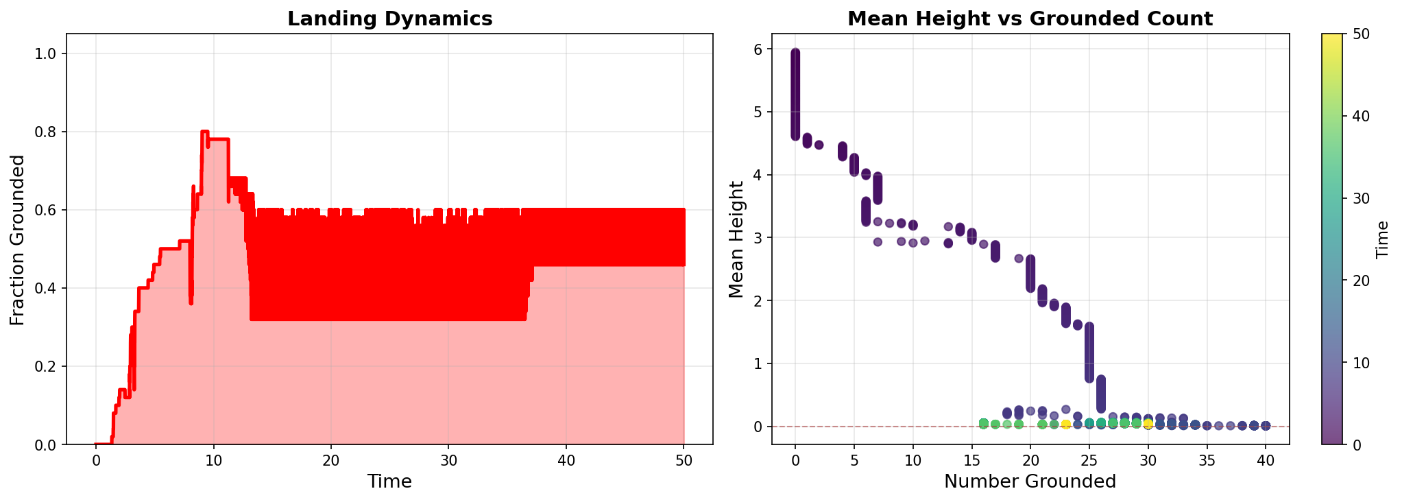 Landing Dynamics
Fraction Grounded
1.0
0.8
0.6
0.4
0.2
0.0
0 10 20 30 40 50
Time
Mean Height vs Grounded Count
Mean Height
6
5
4
3
2
1
0
0 5 10 15 20 25 30 35 40
Number Grounded
50
40
30
20
10
0
Time